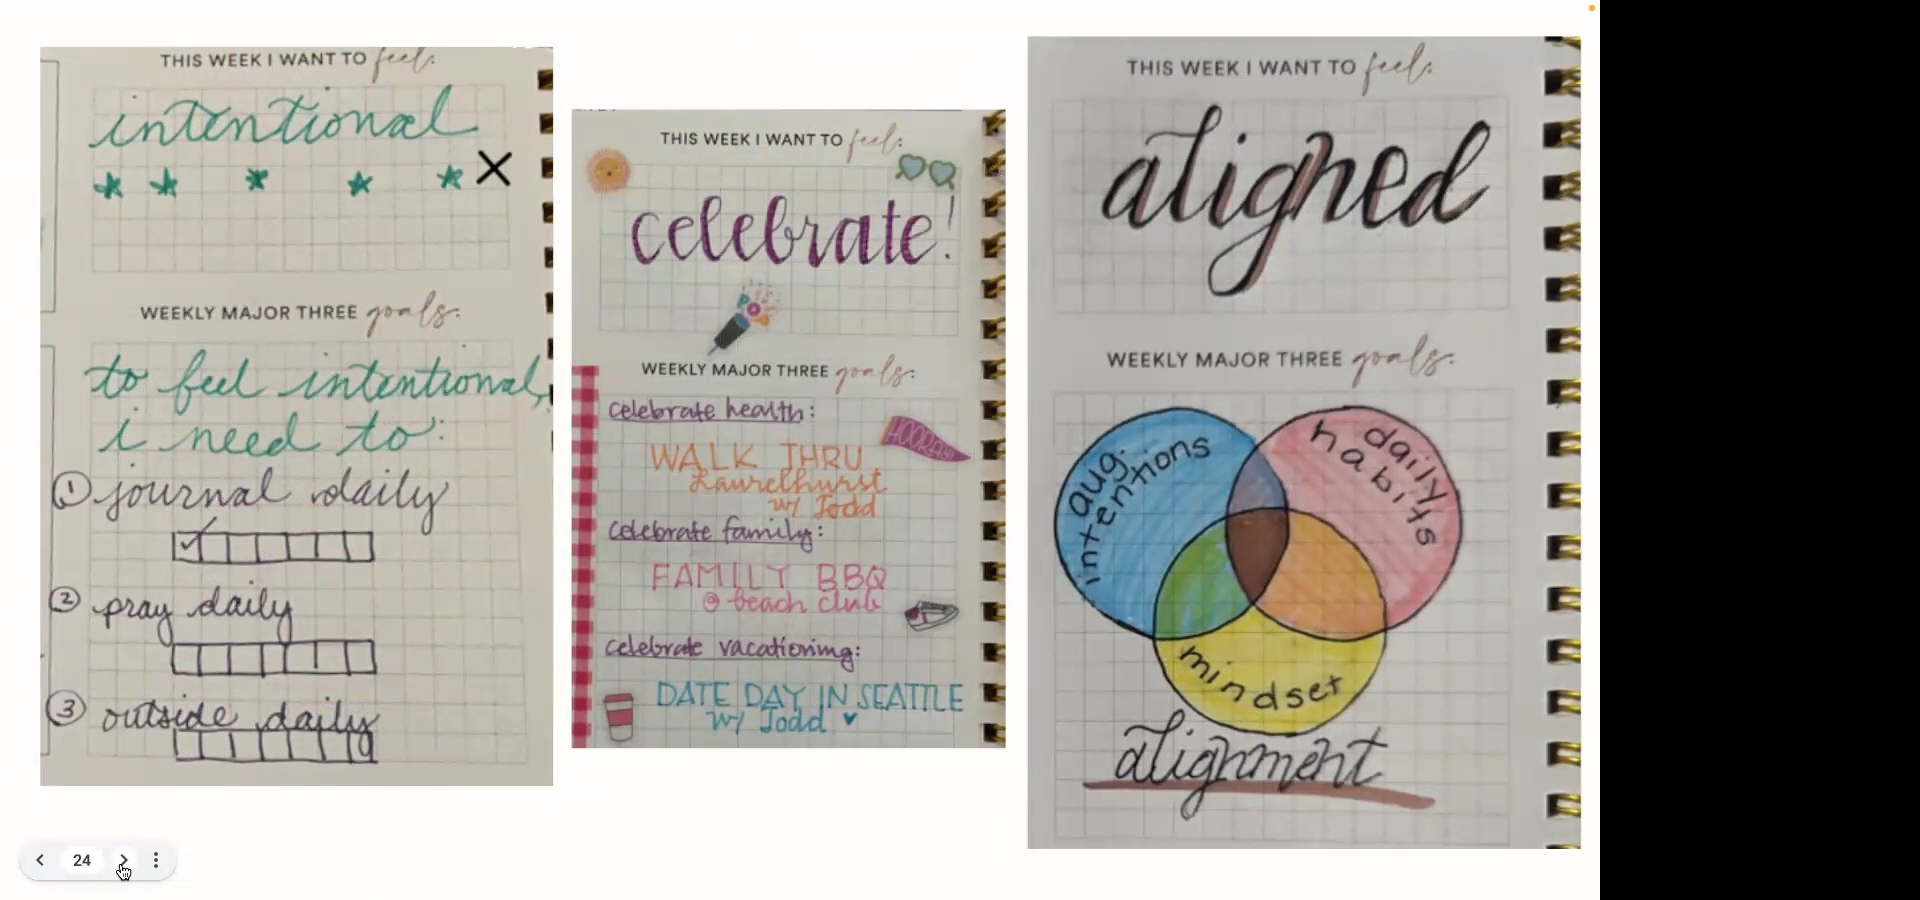 THIS WEEK I WANT TO feel:
intentional
WEEKLY MAJOR THREE goals:
to feel intentional,
i need to:
1 journal daily
2 pray daily
3 outside daily
THIS WEEK I WANT TO feel:
celebrate!
POP
WEEKLY MAJOR THREE goals:
celebrate health:
HOORAY!
WALK THRU
Laurelhurst
w/ Todd
celebrate family:
FAMILY BBQ
@ beach club
celebrate vacationing:
DATE DAY IN SEATTLE
w/ Todd
THIS WEEK I WANT TO feel:
aligned
WEEKLY MAJOR THREE goals:
aug.
intentions
daily
habits
mindset
alignment
24